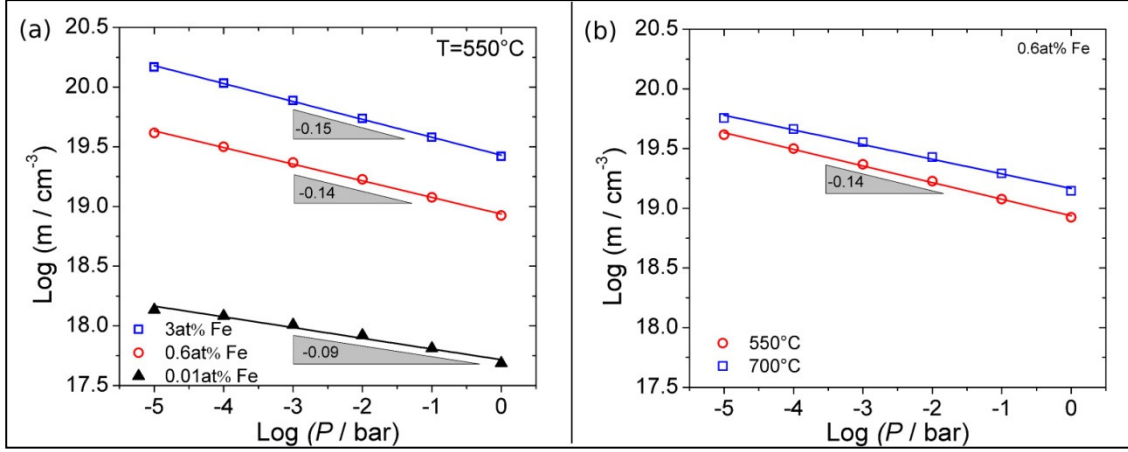 (a)
T=550°C
Log (m / cm⁻³)
20.5
20.0
19.5
19.0
18.5
18.0
17.5
-0.15
-0.14
-0.09
3at% Fe
0.6at% Fe
0.01at% Fe
-5 -4 -3 -2 -1 0
Log (P / bar)
(b)
0.6at% Fe
Log (m / cm⁻³)
20.5
20.0
19.5
19.0
18.5
18.0
17.5
-0.14
550°C
700°C
-5 -4 -3 -2 -1 0
Log (P / bar)